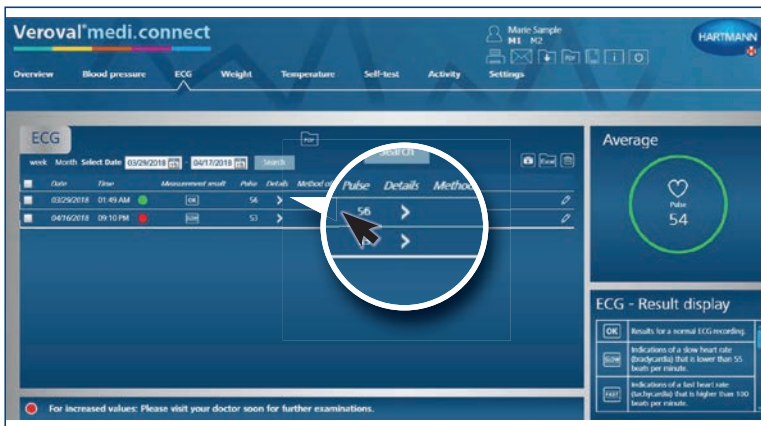 Veroval® medi.connect
Marie Sample
M1 M2
HARTMANN
PDF
Overview Blood pressure ECG Weight Temperature Self-test Activity Settings
ECG
PDF
Average
week Month Select Date 03/29/2018 - 04/17/2018 Search
Search
Excel
Date Time Measurement result Pulse Details Method of
Pulse Details Method
03/29/2018 01:49 AM OK 56
56
04/16/2018 09:10 PM SLOW 53
Pulse
54
ECG - Result display
OK Results for a normal ECG recording.
SLOW Indications of a slow heart rate
(bradycardia) that is lower than 55
beats per minute.
FAST Indications of a fast heart rate
(tachycardia) that is higher than 100
beats per minute.
For increased values: Please visit your doctor soon for further examinations.